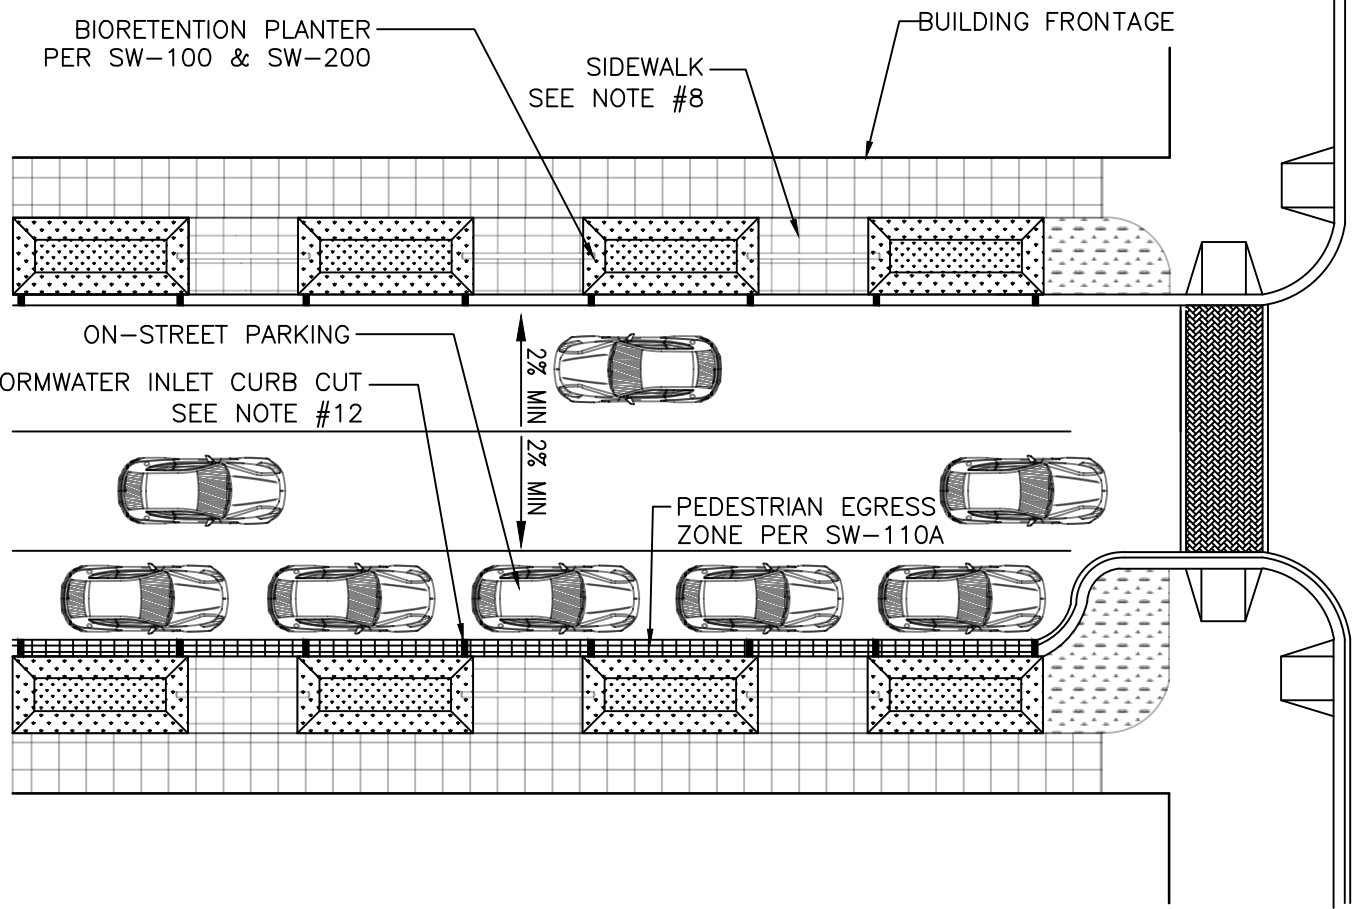 BIORETENTION PLANTER
PER SW-100 & SW-200
BUILDING FRONTAGE
SIDEWALK
SEE NOTE #8
ON-STREET PARKING
ORMWATER INLET CURB CUT
SEE NOTE #12
2% MIN
2% MIN
PEDESTRIAN EGRESS
ZONE PER SW-110A